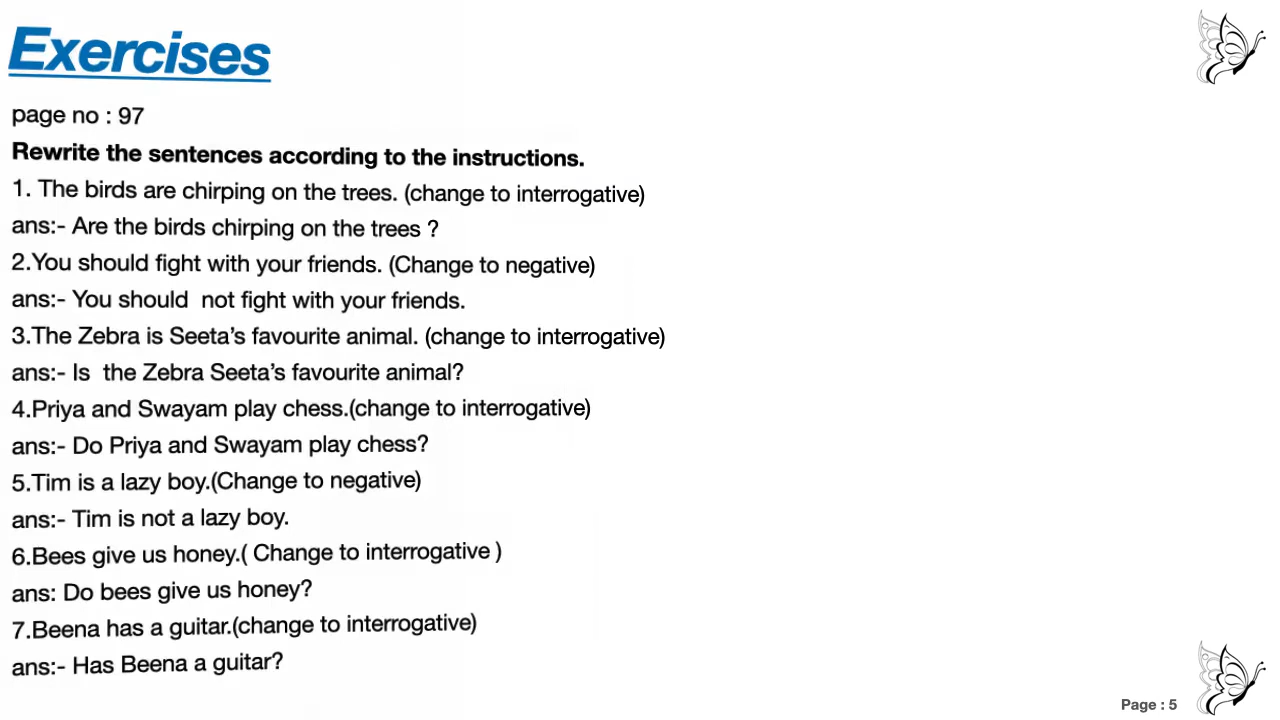 Exercises
page no : 97
Rewrite the sentences according to the instructions.
1. The birds are chirping on the trees. (change to interrogative)
ans:- Are the birds chirping on the trees ?
2.You should fight with your friends. (Change to negative)
ans:- You should  not fight with your friends.
3.The Zebra is Seeta’s favourite animal. (change to interrogative)
ans:- Is  the Zebra Seeta’s favourite animal?
4.Priya and Swayam play chess.(change to interrogative)
ans:- Do Priya and Swayam play chess?
5.Tim is a lazy boy.(Change to negative)
ans:- Tim is not a lazy boy.
6.Bees give us honey.( Change to interrogative )
ans: Do bees give us honey?
7.Beena has a guitar.(change to interrogative)
ans:- Has Beena a guitar?
Page : 5